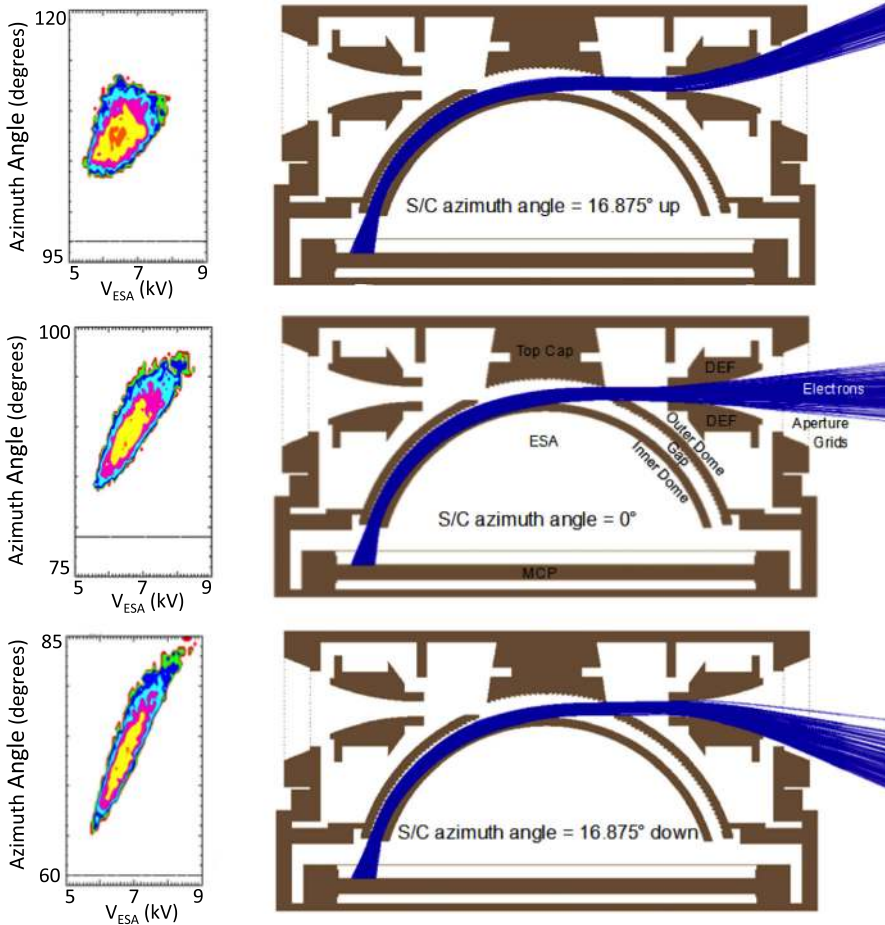 120
Azimuth Angle (degrees)
95
5 7 9
V_ESA (kV)
S/C azimuth angle = 16.875° up
100
Azimuth Angle (degrees)
75
5 7 9
V_ESA (kV)
Top Cap
DEF
Electrons
DEF
Aperture
Grids
Outer Dome
Gap
Inner Dome
ESA
S/C azimuth angle = 0°
MCP
85
Azimuth Angle (degrees)
60
5 7 9
V_ESA (kV)
S/C azimuth angle = 16.875° down